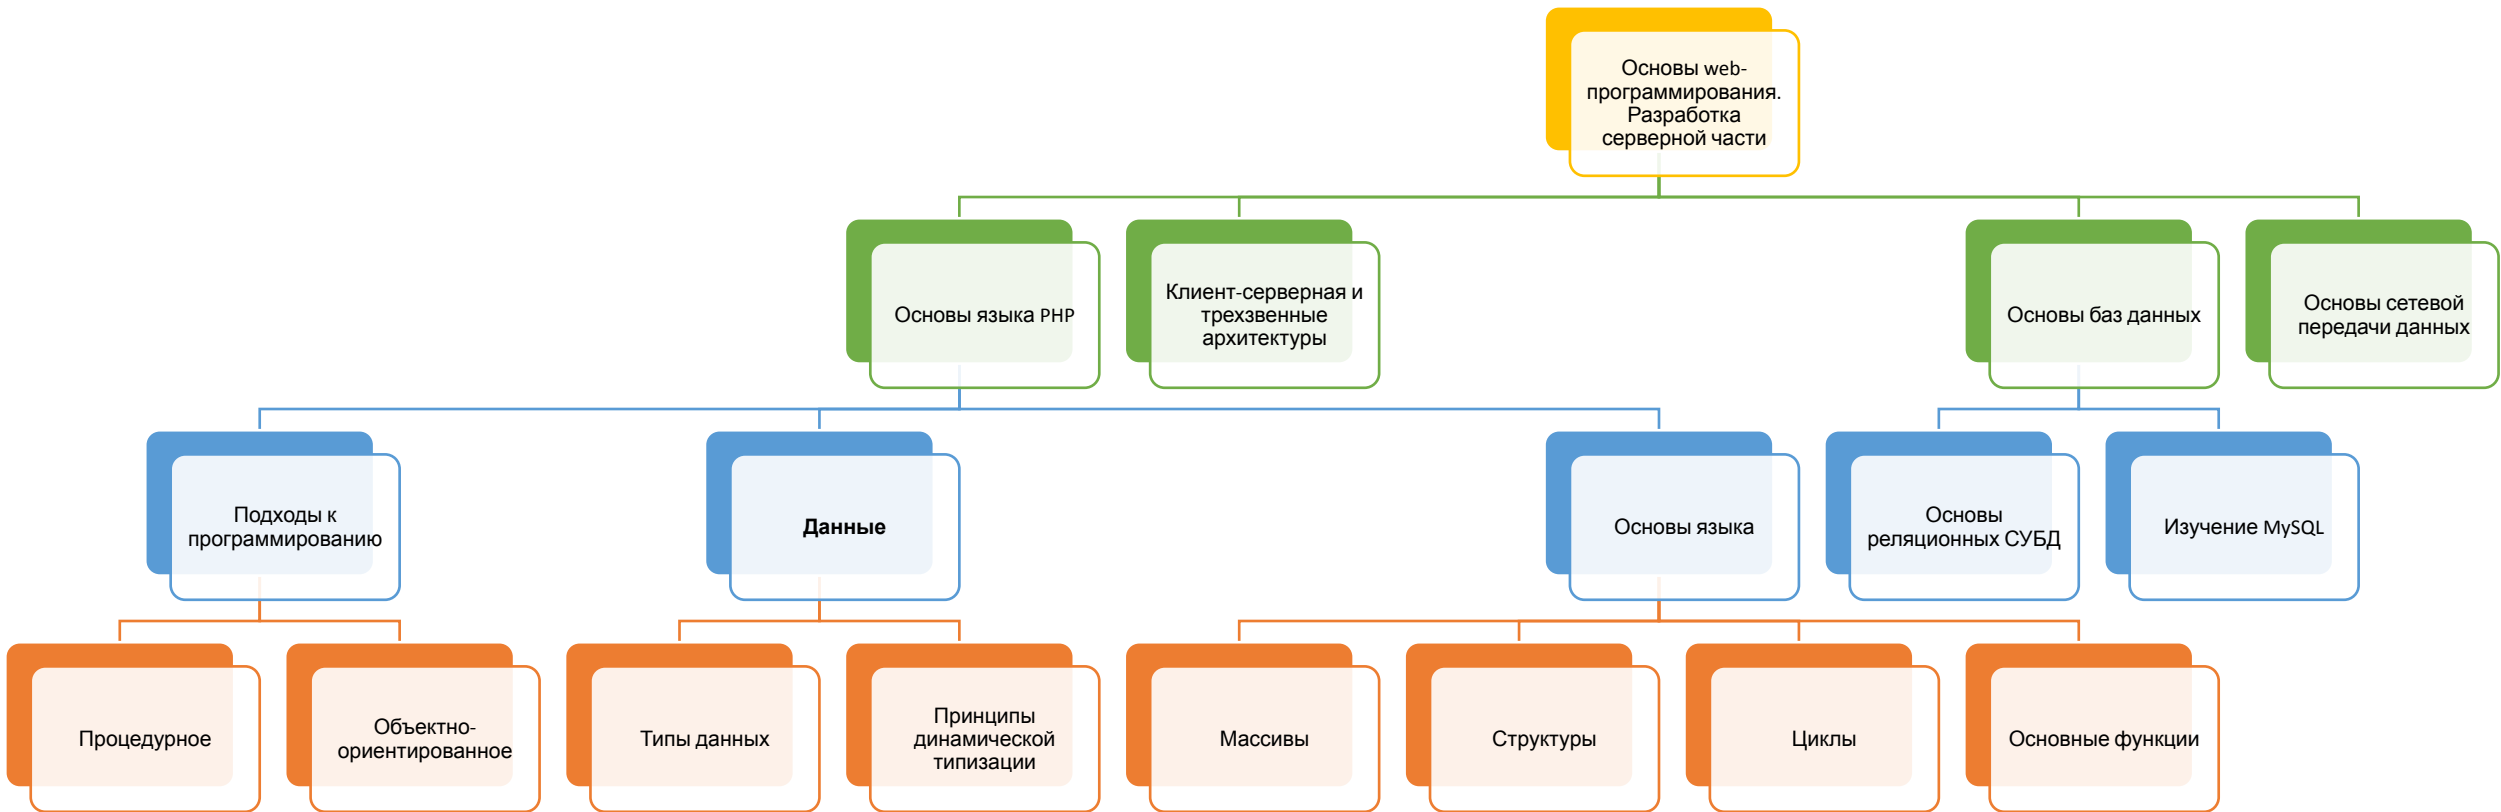 Основы web-
программирования.
Разработка
серверной части
Основы языка PHP
Клиент-серверная и
трехзвенные
архитектуры
Основы баз данных
Основы сетевой
передачи данных
Подходы к
программированию
Данные
Основы языка
Основы
реляционных СУБД
Изучение MySQL
Процедурное
Объектно-
ориентированное
Типы данных
Принципы
динамической
типизации
Массивы
Структуры
Циклы
Основные функции